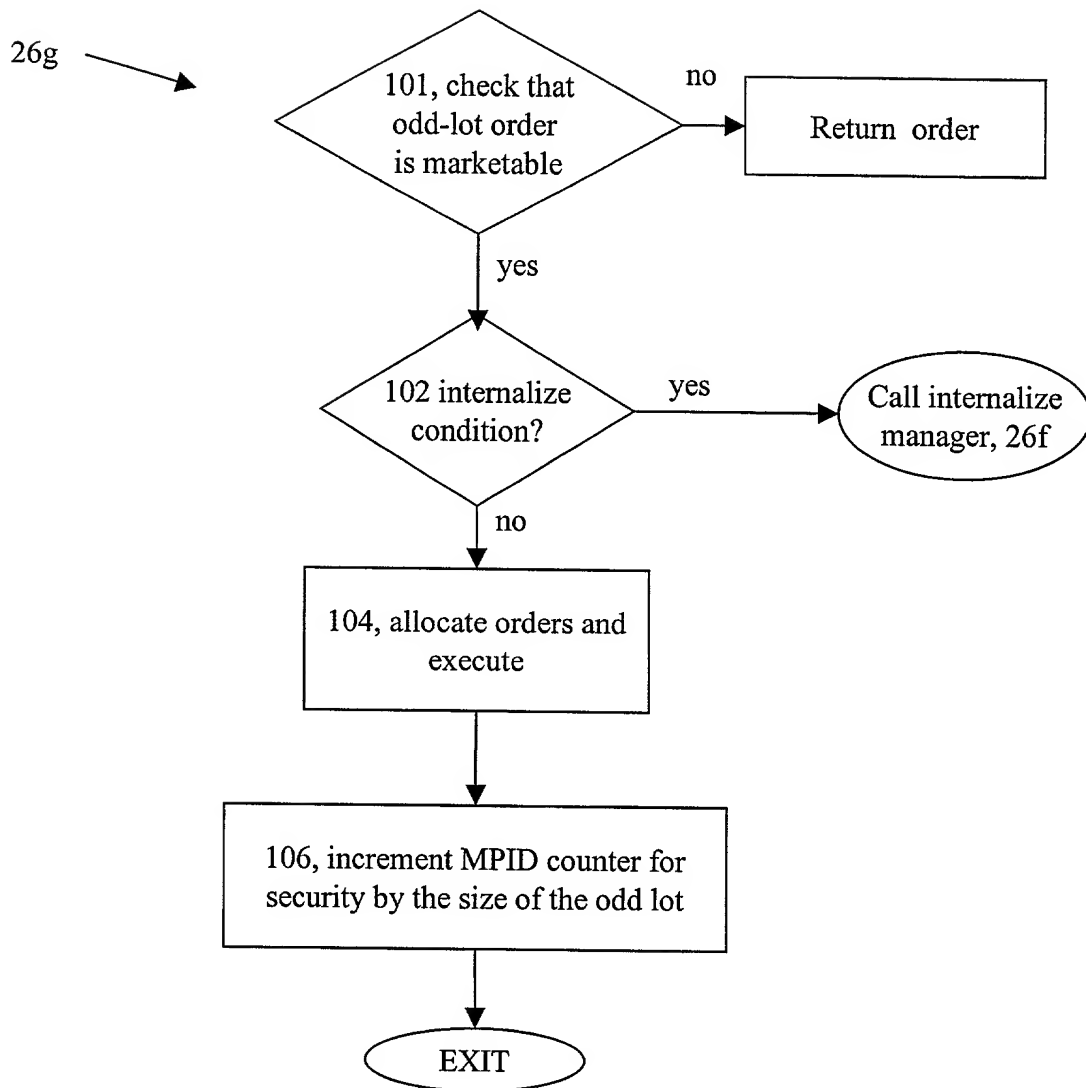 26g
101, check that
odd-lot order
is marketable
no
Return order
yes
102 internalize
condition?
yes
Call internalize
manager, 26f
no
104, allocate orders and
execute
106, increment MPID counter for
security by the size of the odd lot
EXIT